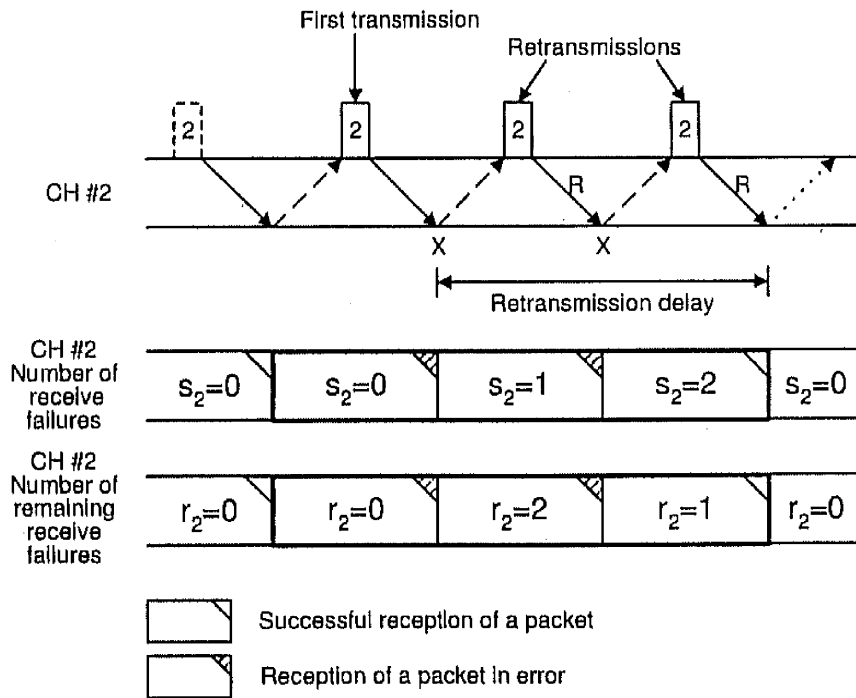 First transmission
Retransmissions
2
2
2
2
CH #2
R
R
X
X
Retransmission delay
CH #2
Number of
receive
failures
s2=0
s2=0
s2=1
s2=2
s2=0
CH #2
Number of
remaining
receive
failures
r2=0
r2=0
r2=2
r2=1
r2=0
Successful reception of a packet
Reception of a packet in error